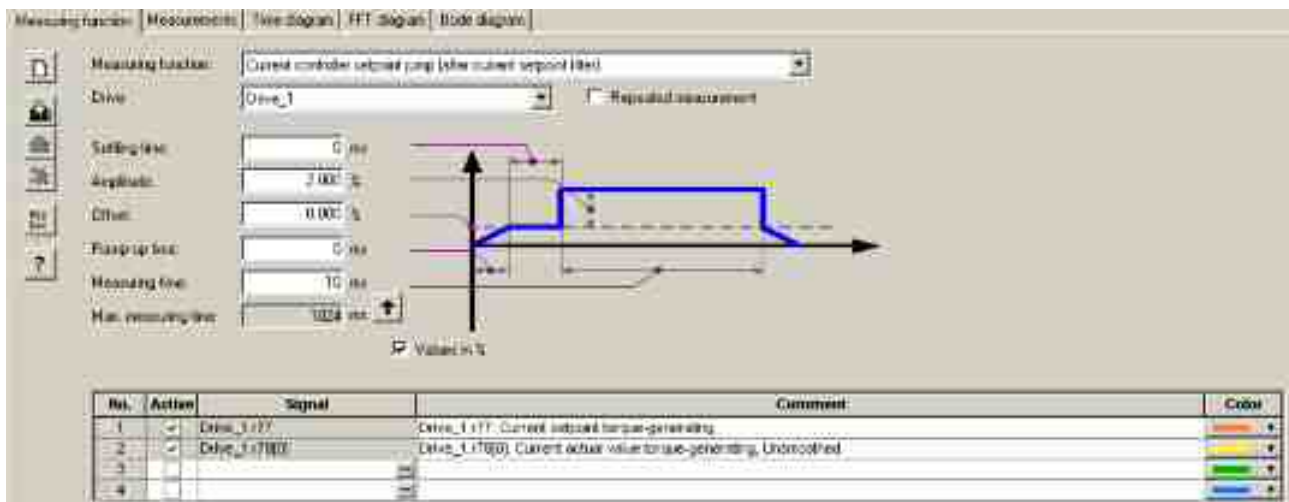 Measuring function Measurements Time diagram FFT diagram Bode diagram
Measuring function: Current controller setpoint jump (after current setpoint filter)
Drive: Drive_1 Repeated measurement
Settling time: 0 ms
Amplitude: 2.000 %
Offset: 0.000 %
Ramp-up time: 0 ms
Measuring time: 10 ms
Max. measuring time: 1024 ms
Values in %
No. Active Signal Comment Color
1 Drive_1.r77 Drive_1.r77: Current setpoint torque-generating
2 Drive_1.r78[0] Drive_1.r78[0]: Current actual value torque-generating, Unsmoothed
3
4
?